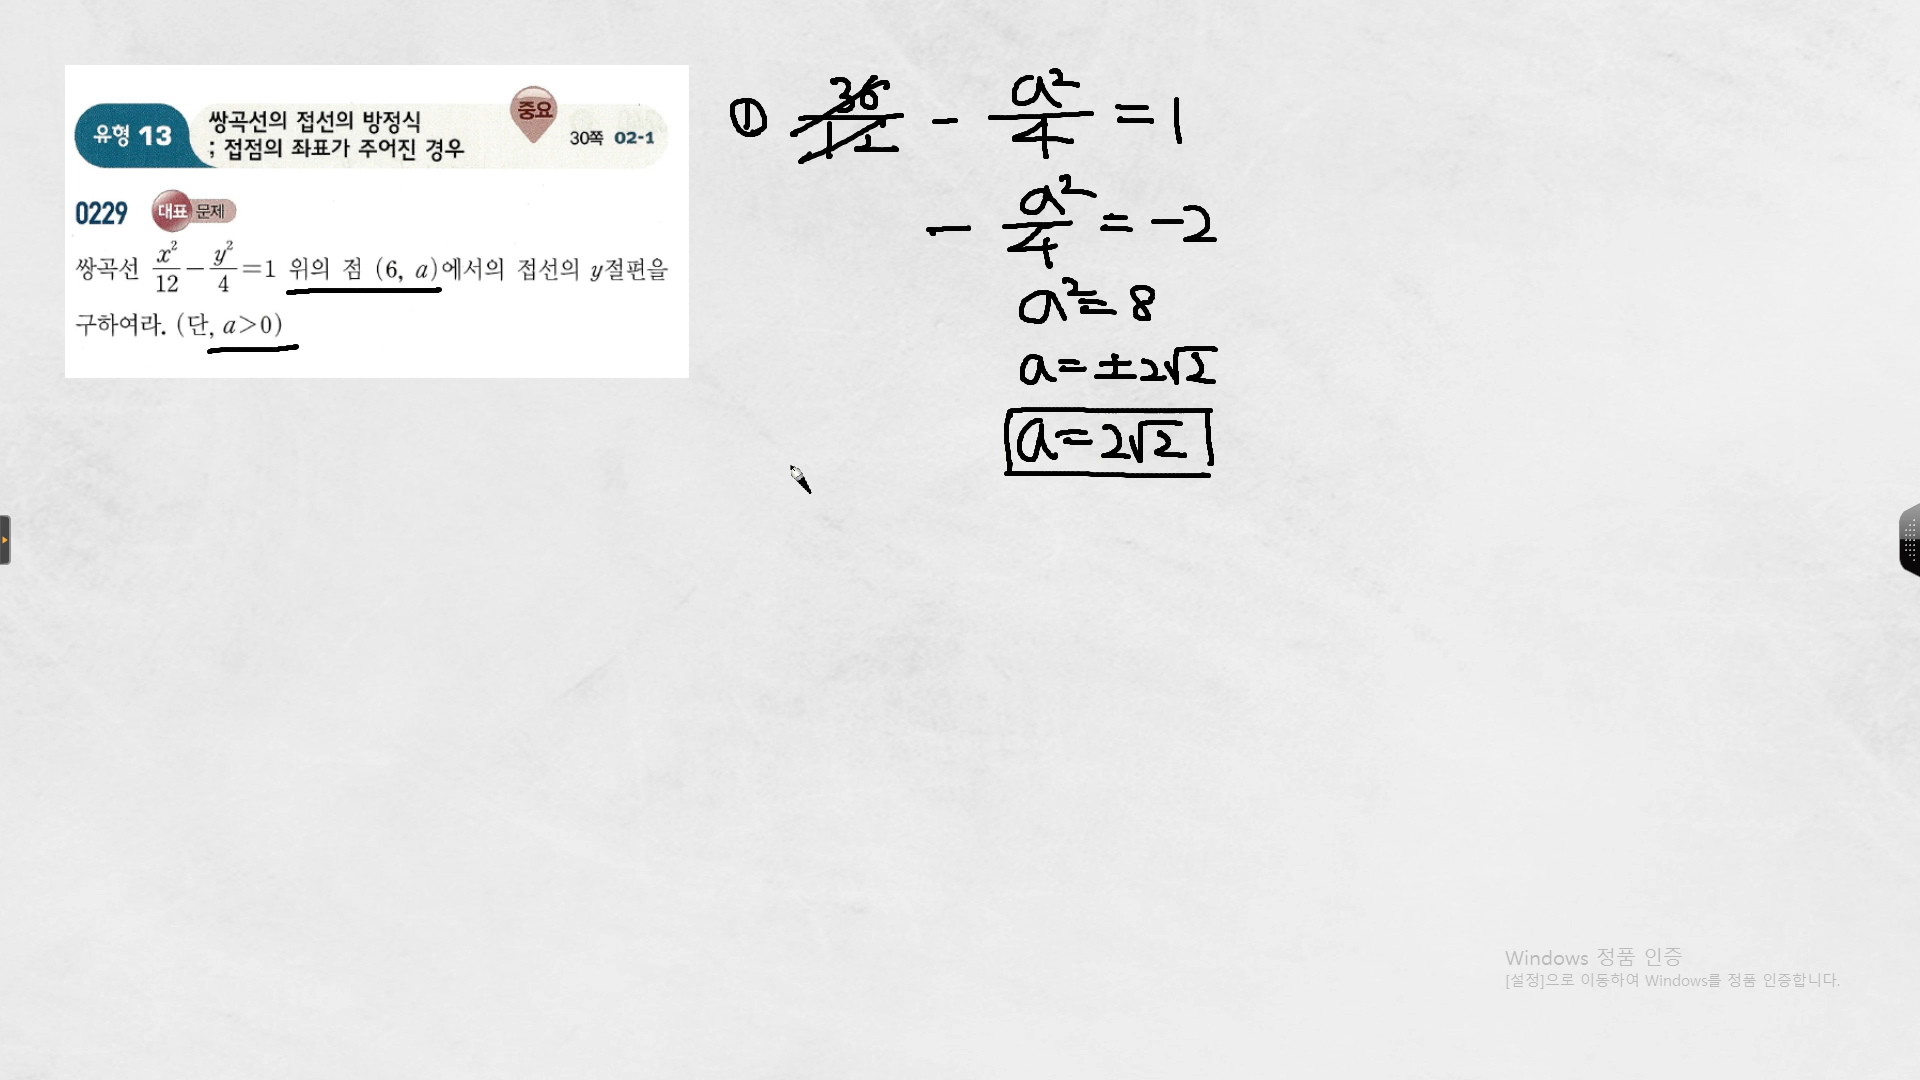 유형 13
쌍곡선의 접선의 방정식
; 접점의 좌표가 주어진 경우
중요
30쪽 02-1
0229 대표 문제
쌍곡선 x²/12 - y²/4 = 1 위의 점 (6, a)에서의 접선의 y절편을
구하여라. (단, a>0)
① 36/12 - a²/4 = 1
- a²/4 = -2
a² = 8
a = ±2√2
a = 2√2
Windows 정품 인증
[설정]으로 이동하여 Windows를 정품 인증합니다.